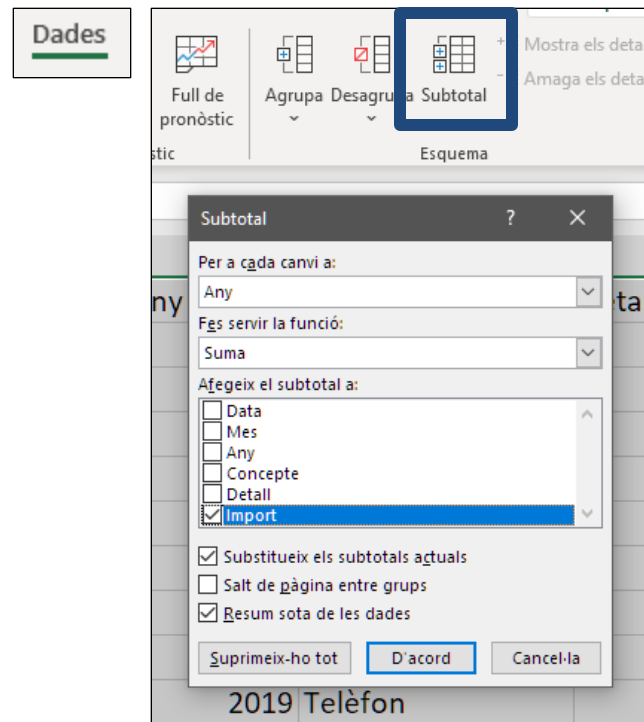 Dades
Full de pronòstic
Agrupa
Desagrupa
Subtotal
Mostra els deta
Amaga els deta
stic
Esquema
Subtotal
?
Per a cada canvi a:
ny
Any
ta
Fes servir la funció:
Suma
Afegeix el subtotal a:
Data
Mes
Any
Concepte
Detall
Import
Substitueix els subtotals actuals
Salt de pàgina entre grups
Resum sota de les dades
Suprimeix-ho tot
D'acord
Cancel·la
2019 Telèfon